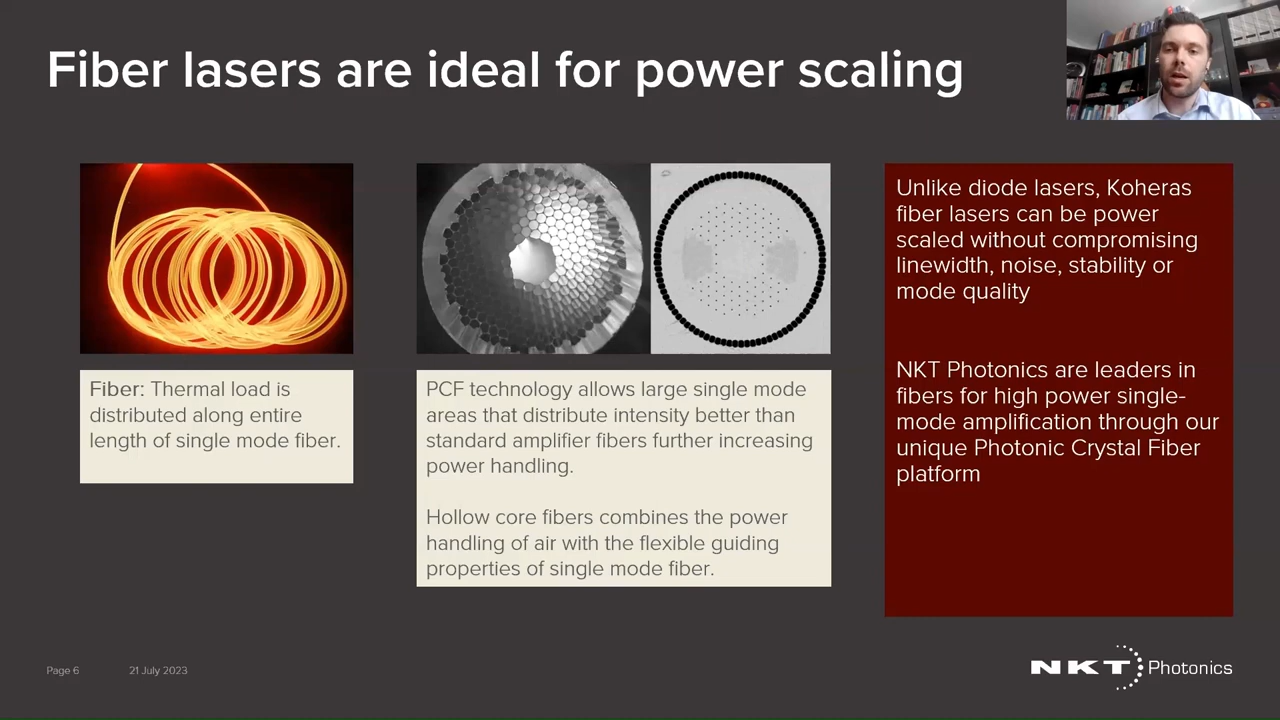 Fiber lasers are ideal for power scaling
Fiber: Thermal load is
distributed along entire
length of single mode fiber.
PCF technology allows large single mode
areas that distribute intensity better than
standard amplifier fibers further increasing
power handling.
Hollow core fibers combines the power
handling of air with the flexible guiding
properties of single mode fiber.
Unlike diode lasers, Koheras
fiber lasers can be power
scaled without compromising
linewidth, noise, stability or
mode quality
NKT Photonics are leaders in
fibers for high power single-
mode amplification through our
unique Photonic Crystal Fiber
platform
Page 6
21 July 2023
NKT Photonics